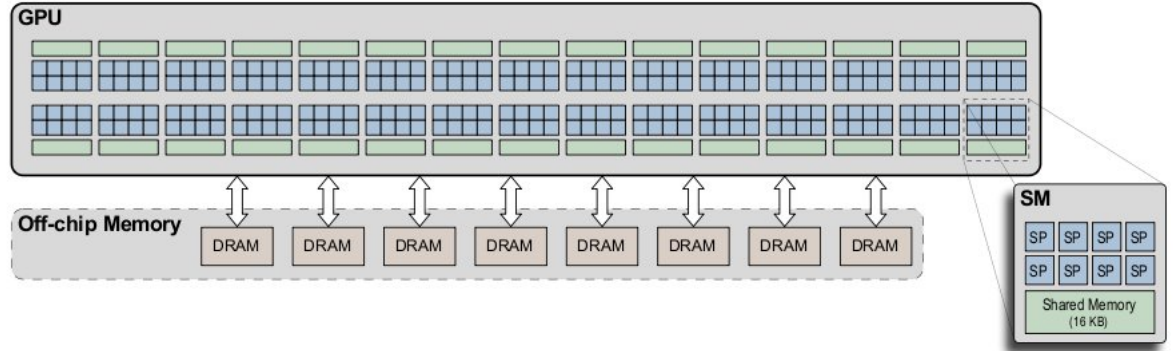 GPU
Off-chip Memory
DRAM DRAM DRAM DRAM DRAM DRAM DRAM DRAM
SM
SP SP SP SP
SP SP SP SP
Shared Memory
(16 KB)